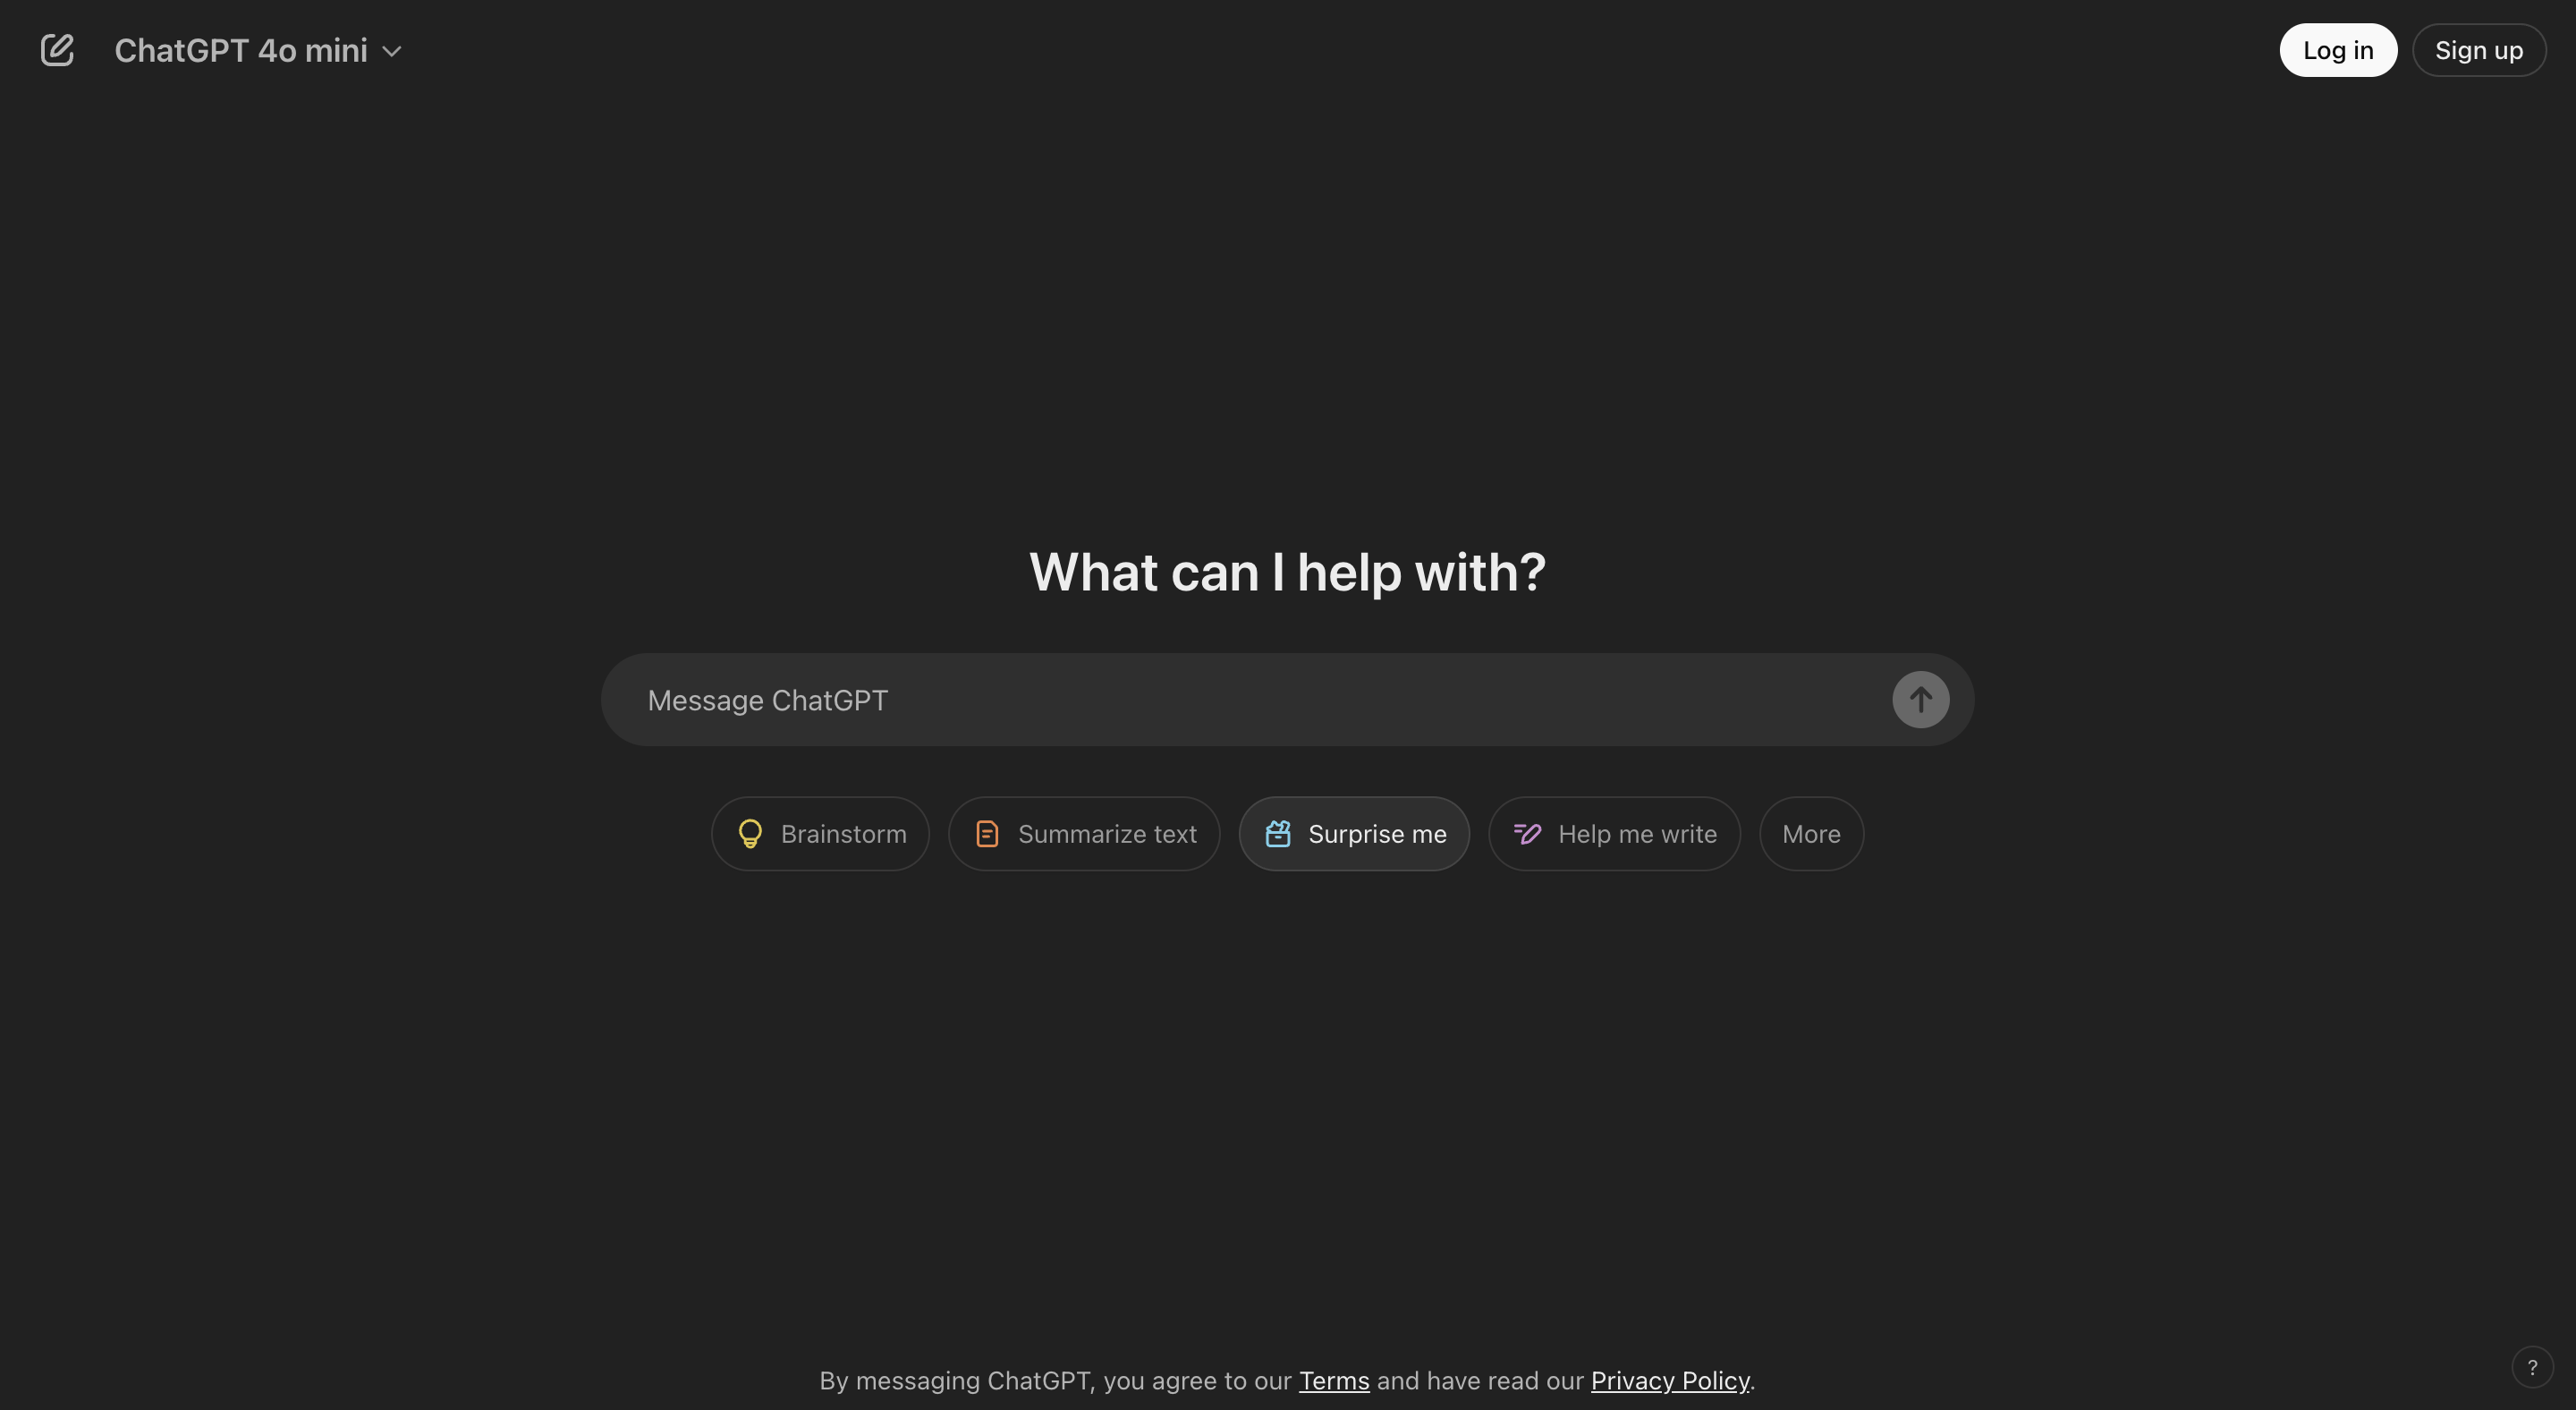 ChatGPT 4o mini
Log in
Sign up
What can I help with?
Message ChatGPT
Brainstorm
Summarize text
Surprise me
Help me write
More
By messaging ChatGPT, you agree to our Terms and have read our Privacy Policy.
?